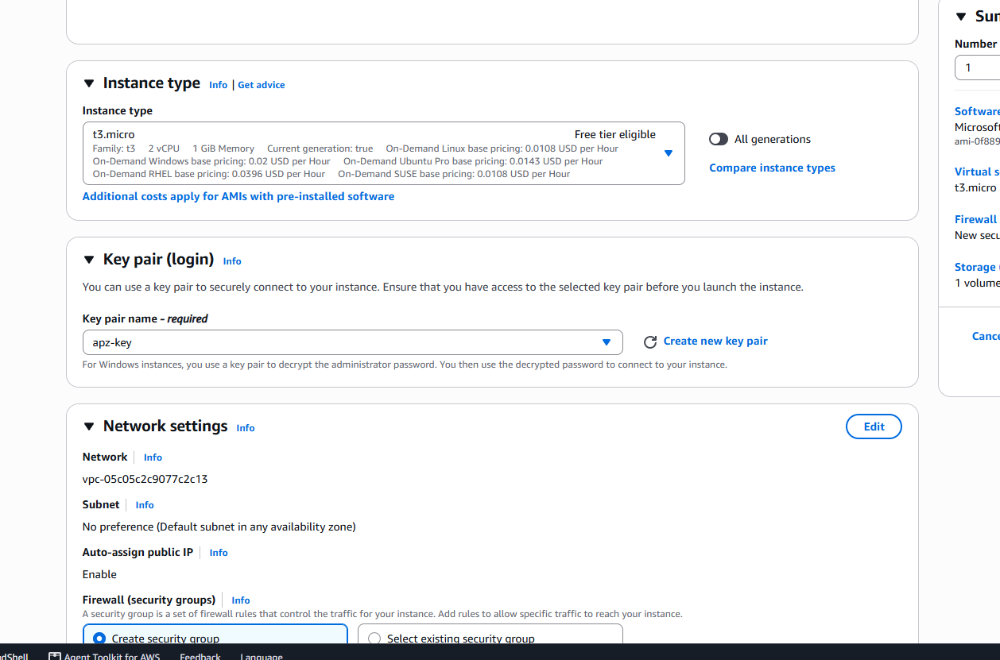 Instance type Info | Get advice
Instance type
t3.micro Free tier eligible
Family: t3 2 vCPU 1 GiB Memory Current generation: true On-Demand Linux base pricing: 0.0108 USD per Hour
On-Demand Windows base pricing: 0.02 USD per Hour On-Demand Ubuntu Pro base pricing: 0.0143 USD per Hour
On-Demand RHEL base pricing: 0.0396 USD per Hour On-Demand SUSE base pricing: 0.0108 USD per Hour
All generations
Compare instance types
Additional costs apply for AMIs with pre-installed software
Key pair (login) Info
You can use a key pair to securely connect to your instance. Ensure that you have access to the selected key pair before you launch the instance.
Key pair name - required
apz-key
Create new key pair
For Windows instances, you use a key pair to decrypt the administrator password. You then use the decrypted password to connect to your instance.
Network settings Info
Edit
Network Info
vpc-05c05c2c9077c2c13
Subnet Info
No preference (Default subnet in any availability zone)
Auto-assign public IP Info
Enable
Firewall (security groups) Info
A security group is a set of firewall rules that control the traffic for your instance. Add rules to allow specific traffic to reach your instance.
Create security group
Select existing security group
Sum
Number
1
Software
Microsoft
ami-0f889
Virtual s
t3.micro
Firewall
New secu
Storage
1 volume
Cance
dShell Agent Toolkit for AWS Feedback Language